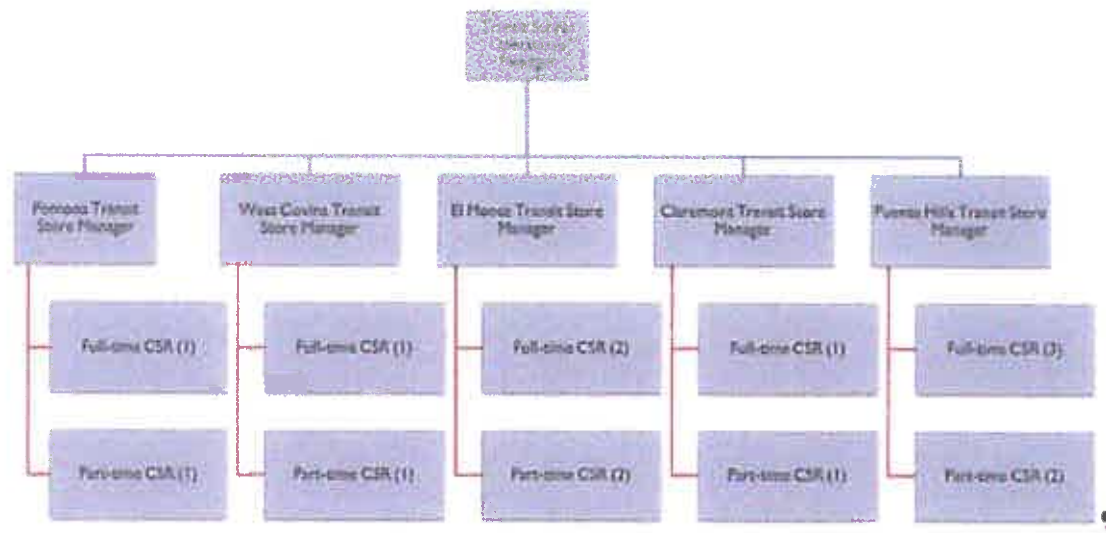 Manager
Pomona Transit
Store Manager
West Covina Transit
Store Manager
El Monte Transit Store
Manager
Claremont Transit Store
Manager
Puente Hills Transit Store
Manager
Full-time CSR (1)
Full-time CSR (1)
Full-time CSR (2)
Full-time CSR (1)
Full-time CSR (3)
Part-time CSR (1)
Part-time CSR (1)
Part-time CSR (2)
Part-time CSR (1)
Part-time CSR (2)